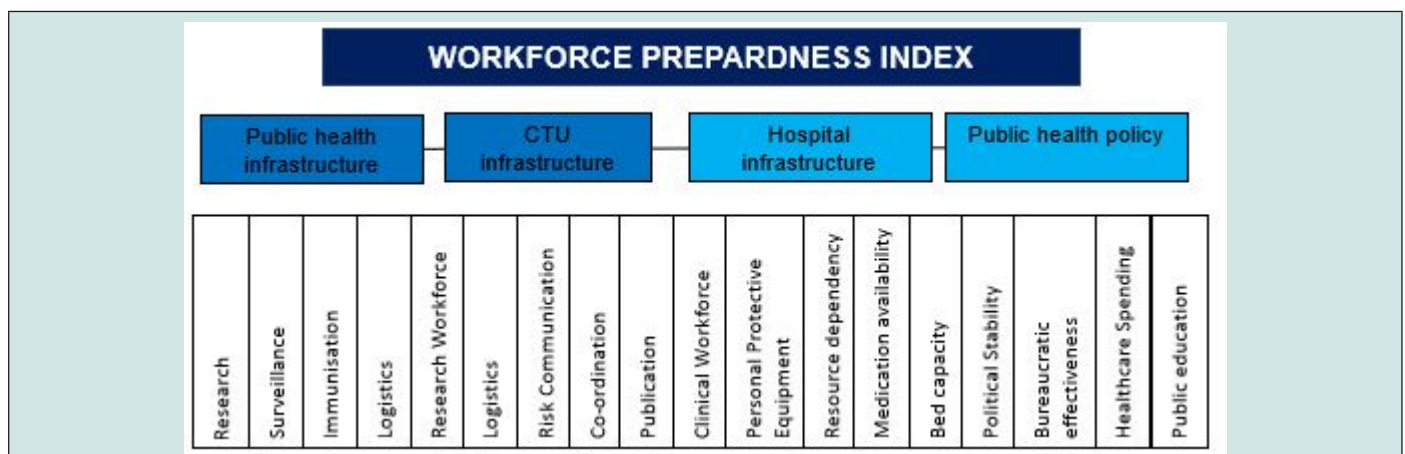 WORKFORCE PREPARDNESS INDEX
Public health
infrastructure
CTU
infrastructure
Hospital
infrastructure
Public health policy
Research
Surveillance
Immunisation
Logistics
Research Workforce
Logistics
Risk Communication
Co-ordination
Publication
Clinical Workforce
Personal Protective
Equipment
Resource dependency
Medication availability
Bed capacity
Political Stability
Bureaucratic
effectiveness
Healthcare Spending
Public education